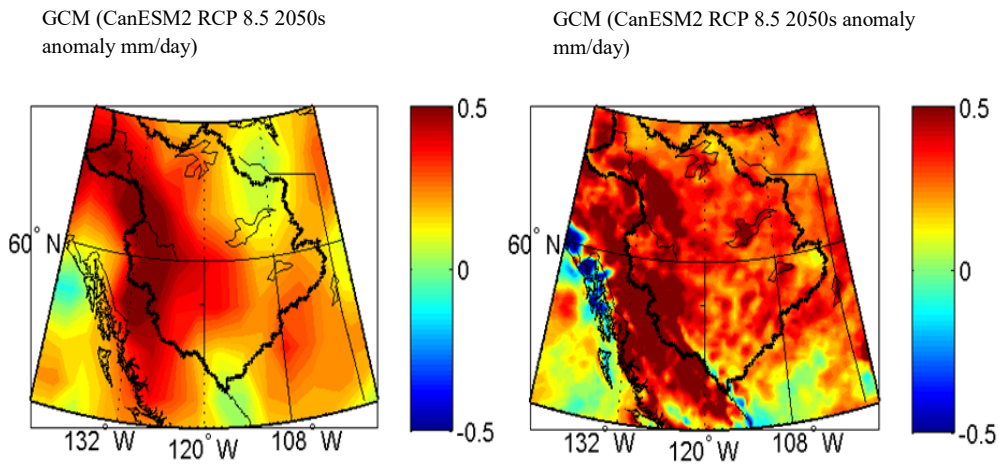 GCM (CanESM2 RCP 8.5 2050s
anomaly mm/day)
0.5
0
-0.5
60° N
132° W
120° W
108° W
GCM (CanESM2 RCP 8.5 2050s anomaly
mm/day)
0.5
0
-0.5
60° N
132° W
120° W
108° W